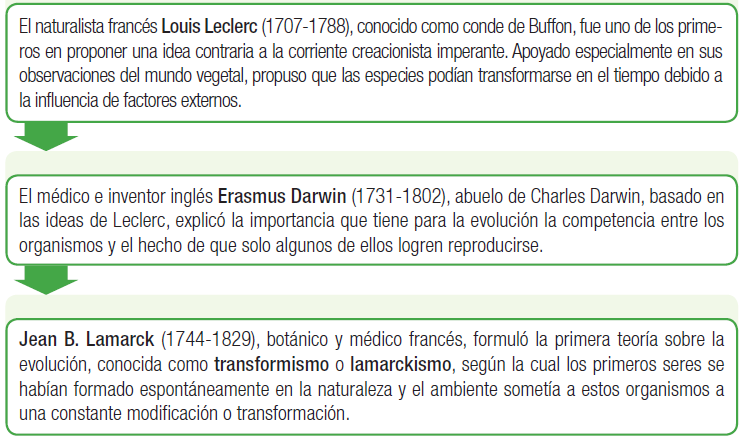 El naturalista francés Louis Leclerc (1707-1788), conocido como conde de Buffon, fue uno de los prime-
ros en proponer una idea contraria a la corriente creacionista imperante. Apoyado especialmente en sus
observaciones del mundo vegetal, propuso que las especies podían transformarse en el tiempo debido a
la influencia de factores externos.
El médico e inventor inglés Erasmus Darwin (1731-1802), abuelo de Charles Darwin, basado en
las ideas de Leclerc, explicó la importancia que tiene para la evolución la competencia entre los
organismos y el hecho de que solo algunos de ellos logren reproducirse.
Jean B. Lamarck (1744-1829), botánico y médico francés, formuló la primera teoría sobre la
evolución, conocida como transformismo o lamarckismo, según la cual los primeros seres se
habían formado espontáneamente en la naturaleza y el ambiente sometía a estos organismos a
una constante modificación o transformación.